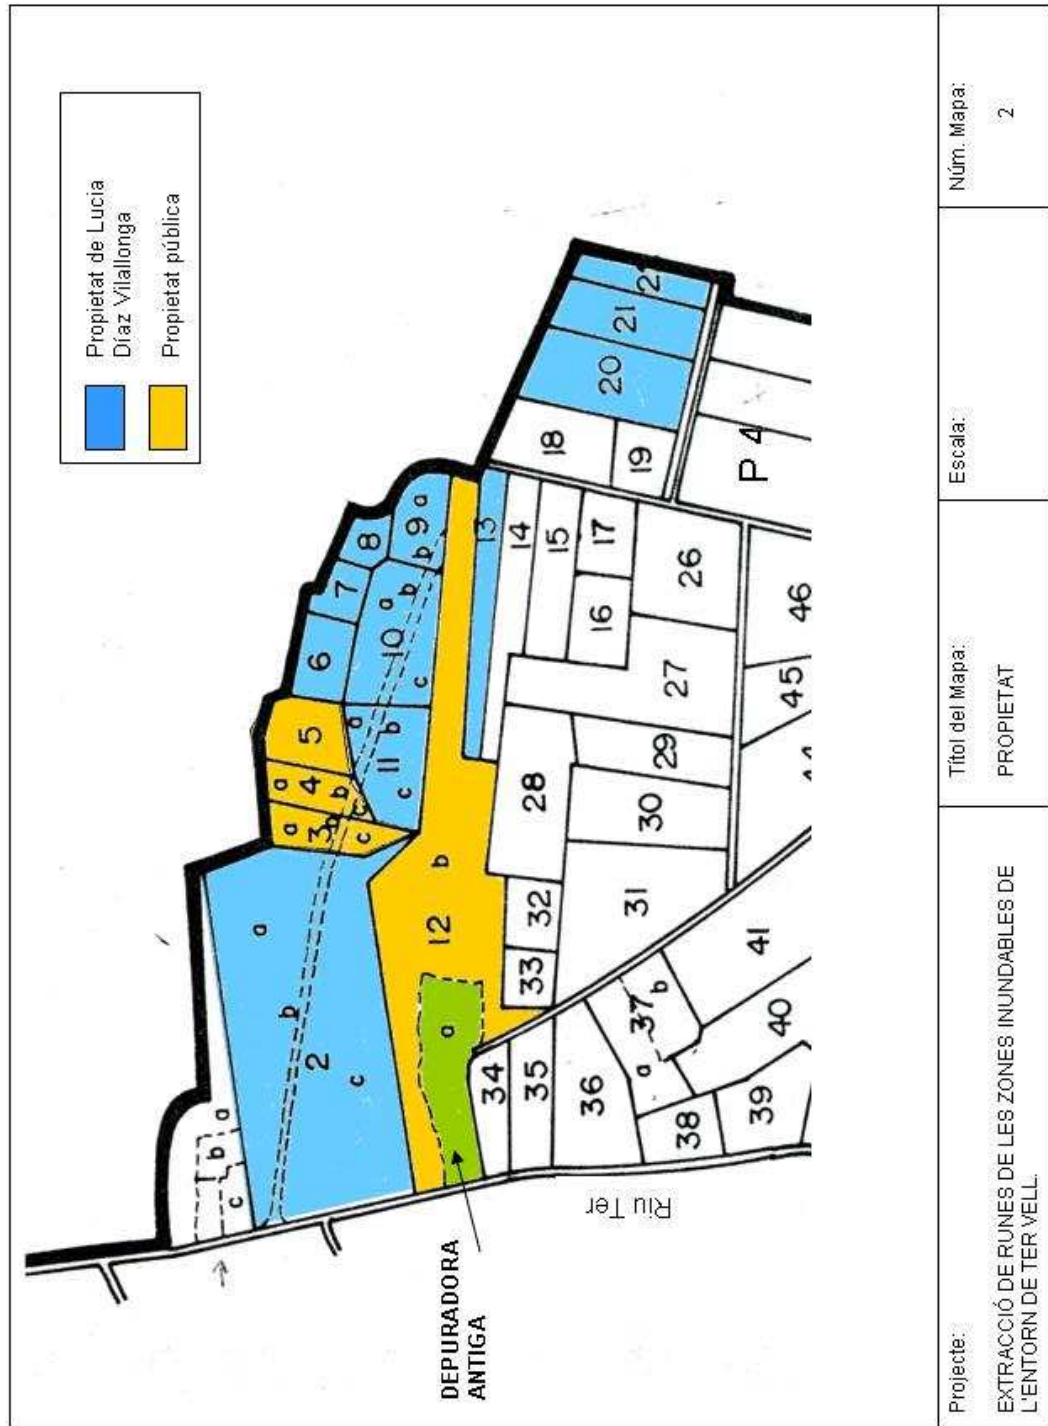 Propietat de Lucia
Díaz Vilallonga
Propietat pública
a
b
c
a
b
2
c
a
3
b
c
a
4
b
c
5
6
7
8
9
a
b
10
a
b
c
11
a
b
c
12
b
a
13
14
15
16
17
18
19
20
21
P 4
26
27
28
29
30
31
32
33
34
35
36
37
a
b
38
39
40
41
45
46
Riu Ter
DEPURADORA
ANTIGA
Projecte:
EXTRACCIÓ DE RUNES DE LES ZONES INUNDABLES DE
L'ENTORN DE TER VELL.
Títol del Mapa:
PROPIETAT
Escala:
Núm. Mapa:
2